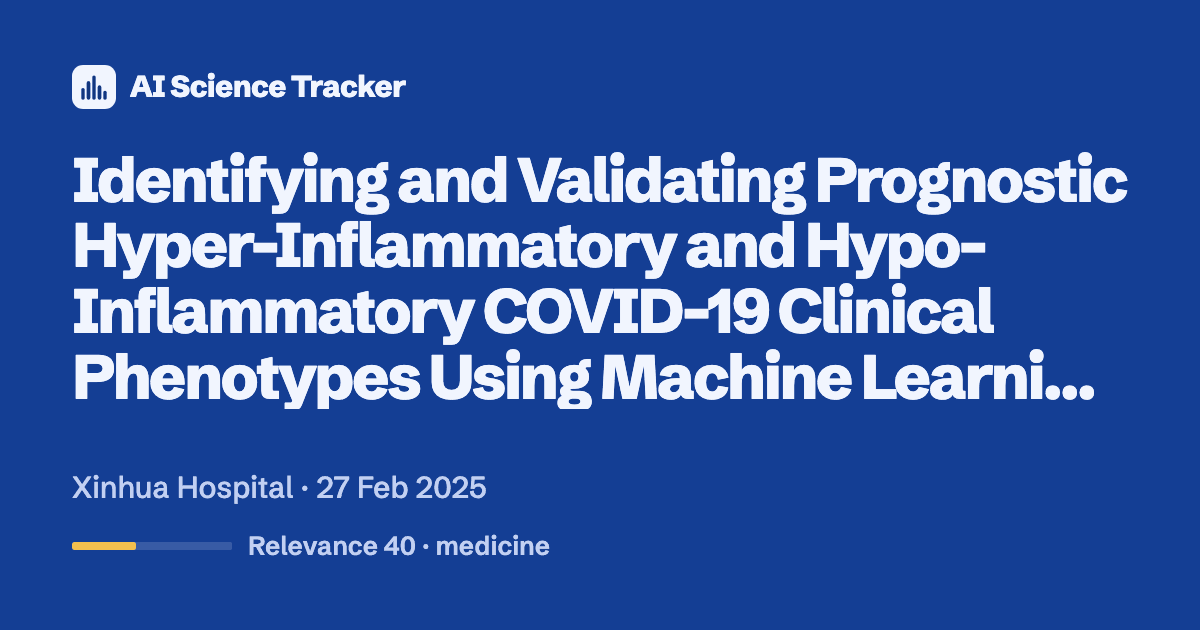 AI Science Tracker
Identifying and Validating Prognostic
Hyper-Inflammatory and Hypo-
Inflammatory COVID-19 Clinical
Phenotypes Using Machine Learni...
Xinhua Hospital · 27 Feb 2025
Relevance 40 · medicine